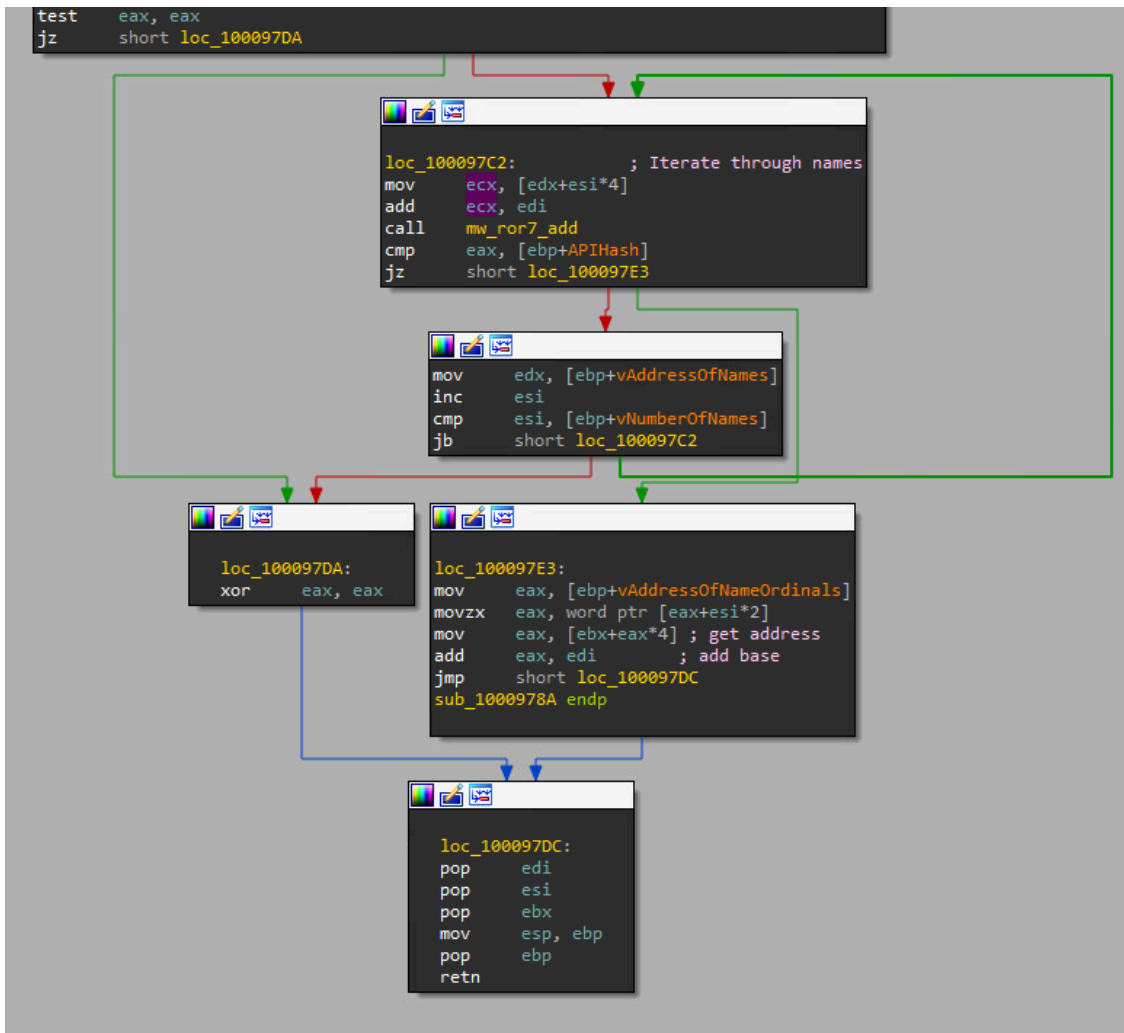 test eax, eax
jz short loc_100097DA
loc_100097C2: ; Iterate through names
mov ecx, [edx+esi*4]
add ecx, edi
call mw_ror7_add
cmp eax, [ebp+APIHash]
jz short loc_100097E3
mov edx, [ebp+vAddressOfNames]
inc esi
cmp esi, [ebp+vNumberOfNames]
jb short loc_100097C2
loc_100097DA:
xor eax, eax
loc_100097E3:
mov eax, [ebp+vAddressOfNameOrdinals]
movzx eax, word ptr [eax+esi*2]
mov eax, [ebx+eax*4] ; get address
add eax, edi ; add base
jmp short loc_100097DC
sub_1000978A endp
loc_100097DC:
pop edi
pop esi
pop ebx
mov esp, ebp
pop ebp
retn